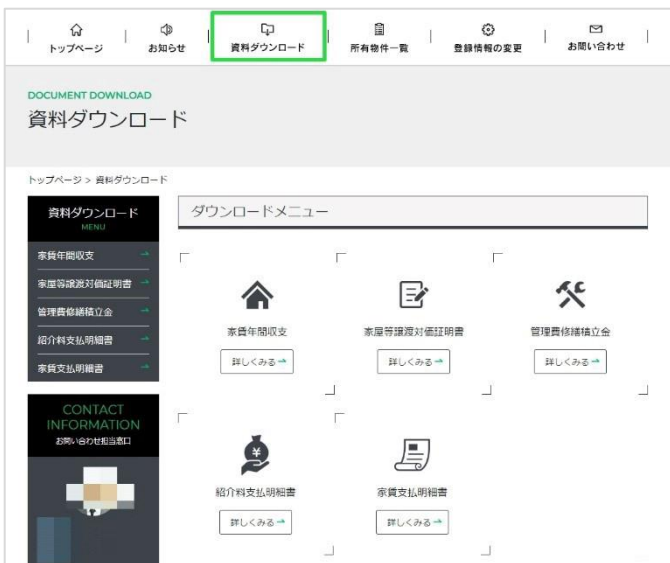 トップページ
お知らせ
資料ダウンロード
所有物件一覧
登録情報の変更
お問い合わせ
DOCUMENT DOWNLOAD
資料ダウンロード
トップページ > 資料ダウンロード
資料ダウンロード
MENU
家賃年間収支
家屋等譲渡対価証明書
管理費修繕積立金
紹介料支払明細書
家賃支払明細書
CONTACT
INFORMATION
お問い合わせ担当窓口
ダウンロードメニュー
家賃年間収支
詳しくみる
家屋等譲渡対価証明書
詳しくみる
管理費修繕積立金
詳しくみる
紹介料支払明細書
詳しくみる
家賃支払明細書
詳しくみる